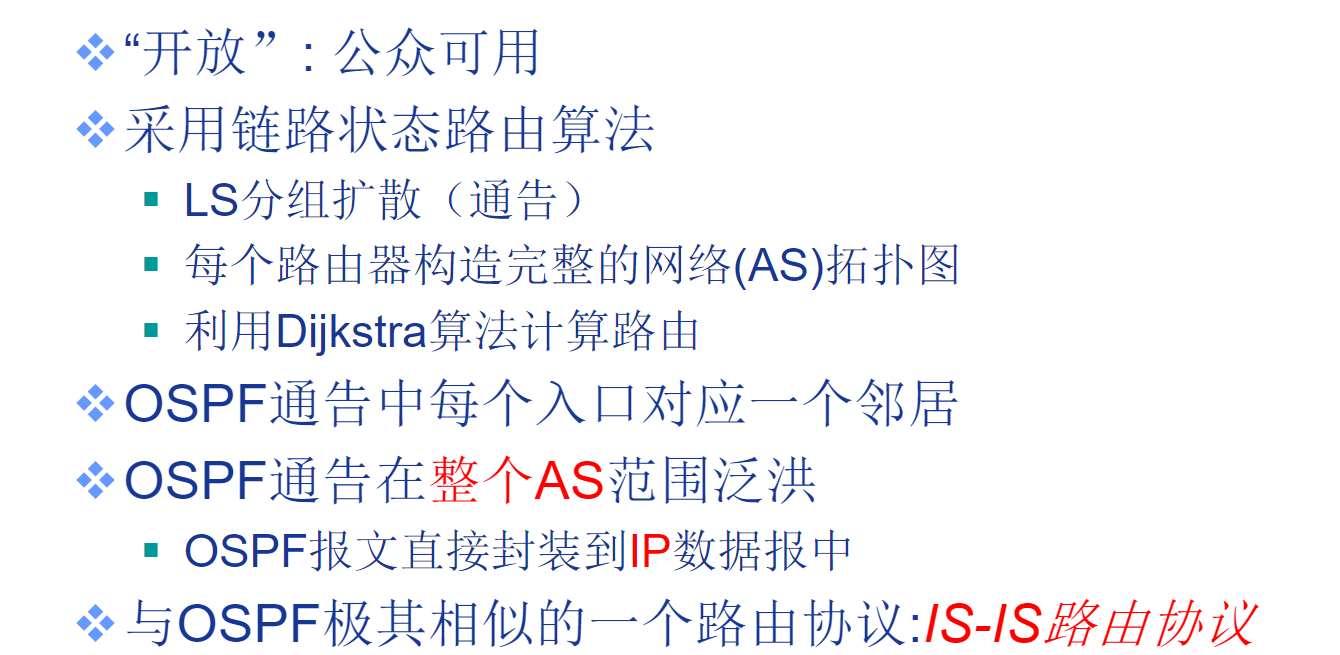 “开放”: 公众可用
采用链路状态路由算法
LS分组扩散（通告）
每个路由器构造完整的网络(AS)拓扑图
利用Dijkstra算法计算路由
OSPF通告中每个入口对应一个邻居
OSPF通告在整个AS范围泛洪
OSPF报文直接封装到IP数据报中
与OSPF极其相似的一个路由协议:IS-IS路由协议